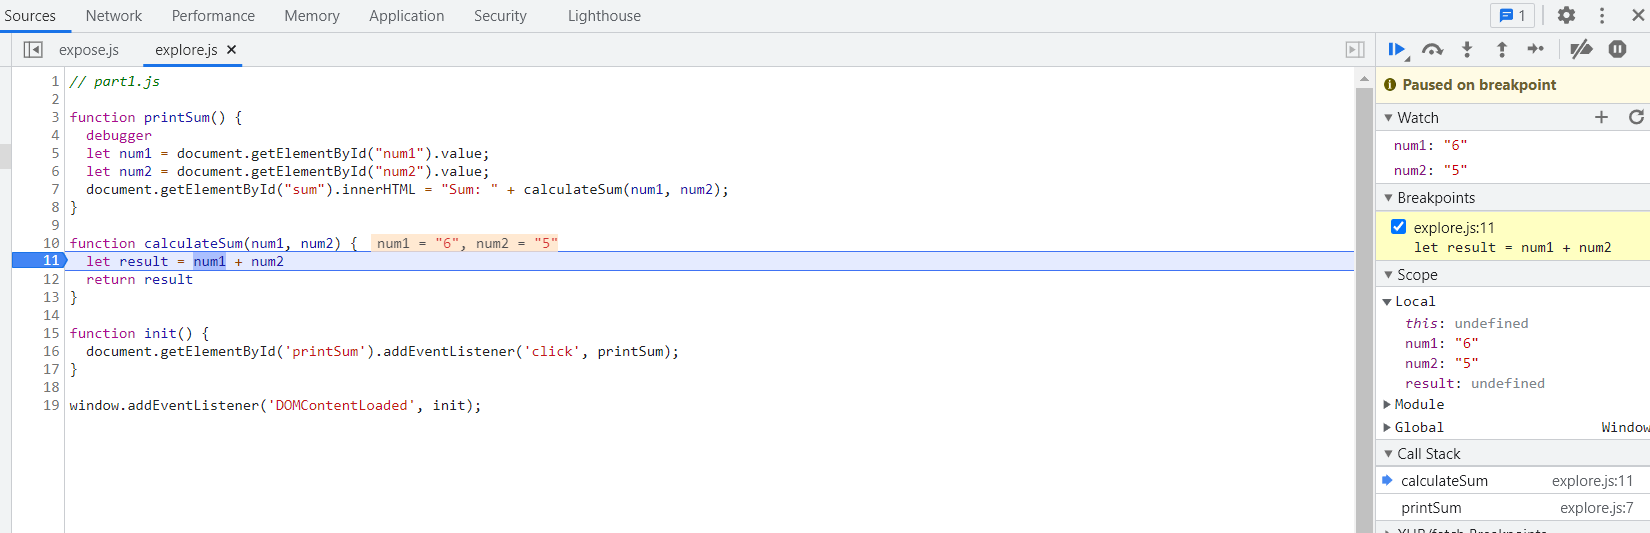 Sources Network Performance Memory Application Security Lighthouse 1
expose.js explore.js
1 // part1.js
2
3 function printSum() {
4 debugger
5 let num1 = document.getElementById("num1").value;
6 let num2 = document.getElementById("num2").value;
7 document.getElementById("sum").innerHTML = "Sum: " + calculateSum(num1, num2);
8 }
9
10 function calculateSum(num1, num2) { num1 = "6", num2 = "5"
11 let result = num1 + num2
12 return result
13 }
14
15 function init() {
16 document.getElementById('printSum').addEventListener('click', printSum);
17 }
18
19 window.addEventListener('DOMContentLoaded', init);
Paused on breakpoint
Watch
num1: "6"
num2: "5"
Breakpoints
explore.js:11
let result = num1 + num2
Scope
Local
this: undefined
num1: "6"
num2: "5"
result: undefined
Module
Global Window
Call Stack
calculateSum explore.js:11
printSum explore.js:7
XHR/fetch Breakpoints